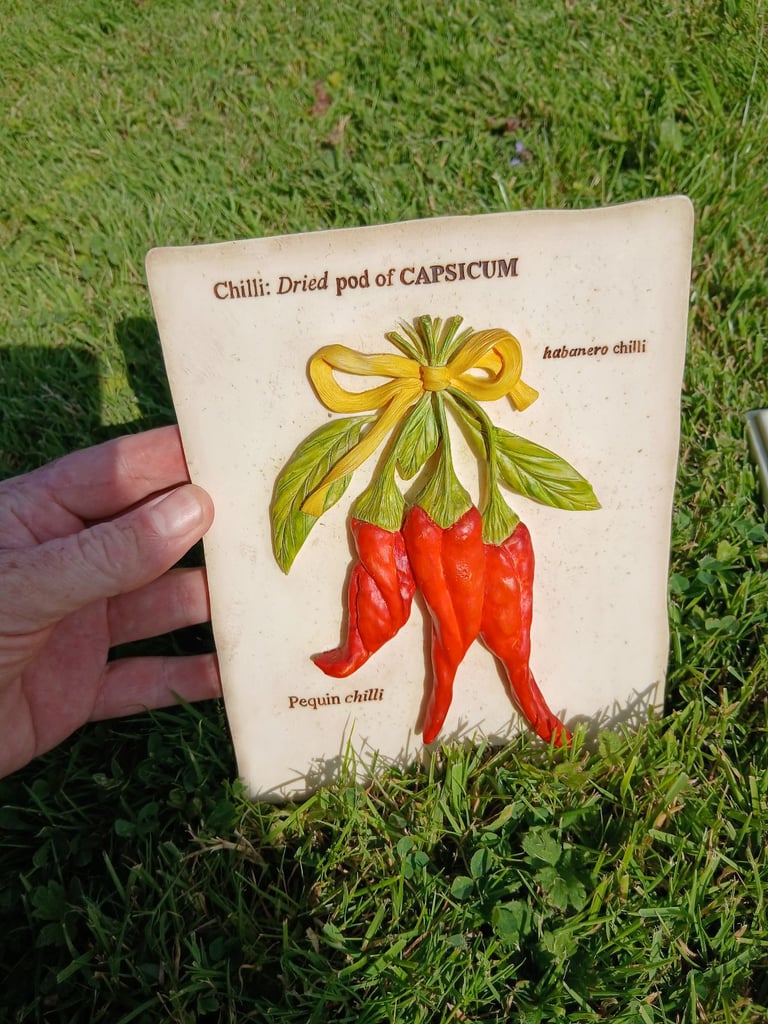 Chilli: Dried pod of CAPSICUM
habanero chilli
Pequin chilli